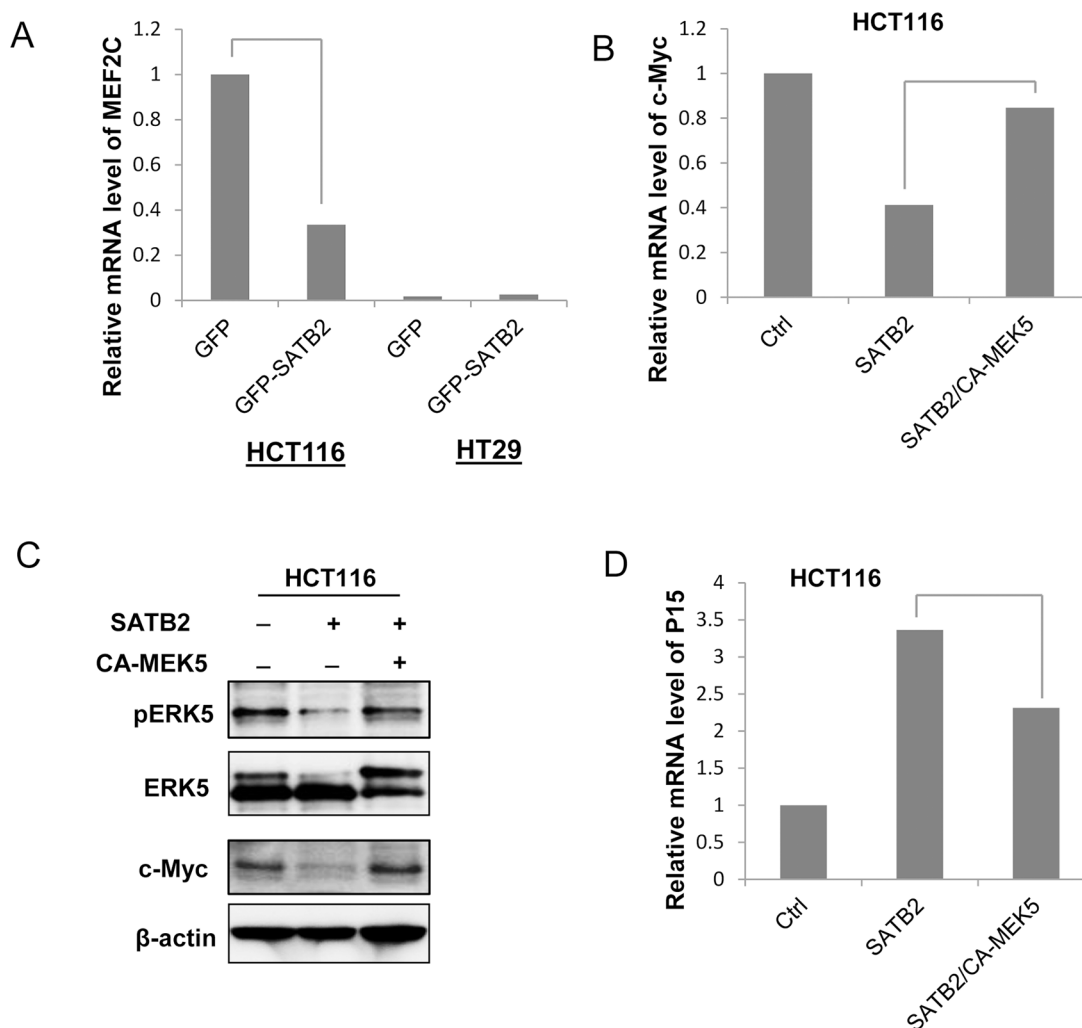 A
Relative mRNA level of MEF2C
1.2
1
0.8
0.6
0.4
0.2
0
GFP
GFP-SATB2
GFP
GFP-SATB2
HCT116
HT29
B
HCT116
Relative mRNA level of c-Myc
1.2
1
0.8
0.6
0.4
0.2
0
Ctrl
SATB2
SATB2/CA-MEK5
C
HCT116
SATB2 – + +
CA-MEK5 – – +
pERK5
ERK5
c-Myc
β-actin
D
HCT116
Relative mRNA level of P15
4
3.5
3
2.5
2
1.5
1
0.5
0
Ctrl
SATB2
SATB2/CA-MEK5